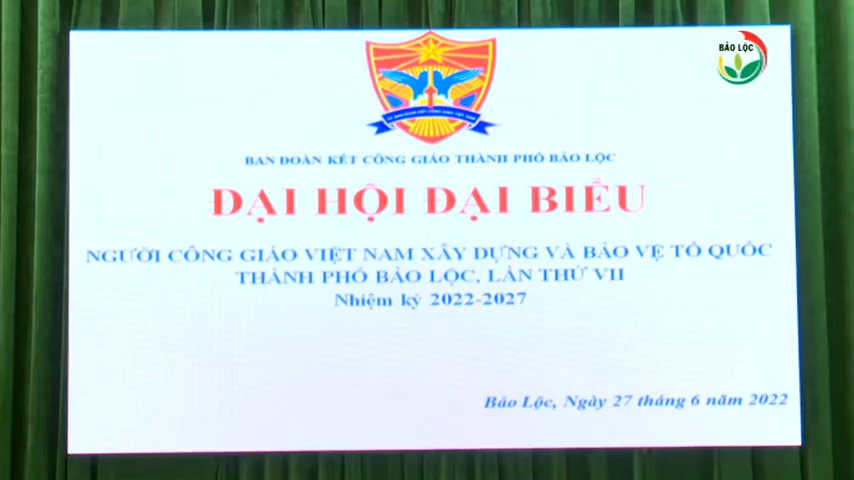 BẢO LỘC
BAN ĐOÀN KẾT CÔNG GIÁO THÀNH PHỐ BẢO LỘC
ĐẠI HỘI ĐẠI BIỂU
NGƯỜI CÔNG GIÁO VIỆT NAM XÂY DỰNG VÀ BẢO VỆ TỔ QUỐC
THÀNH PHỐ BẢO LỘC, LẦN THỨ VII
Nhiệm kỳ 2022-2027
Bảo Lộc, Ngày 27 tháng 6 năm 2022